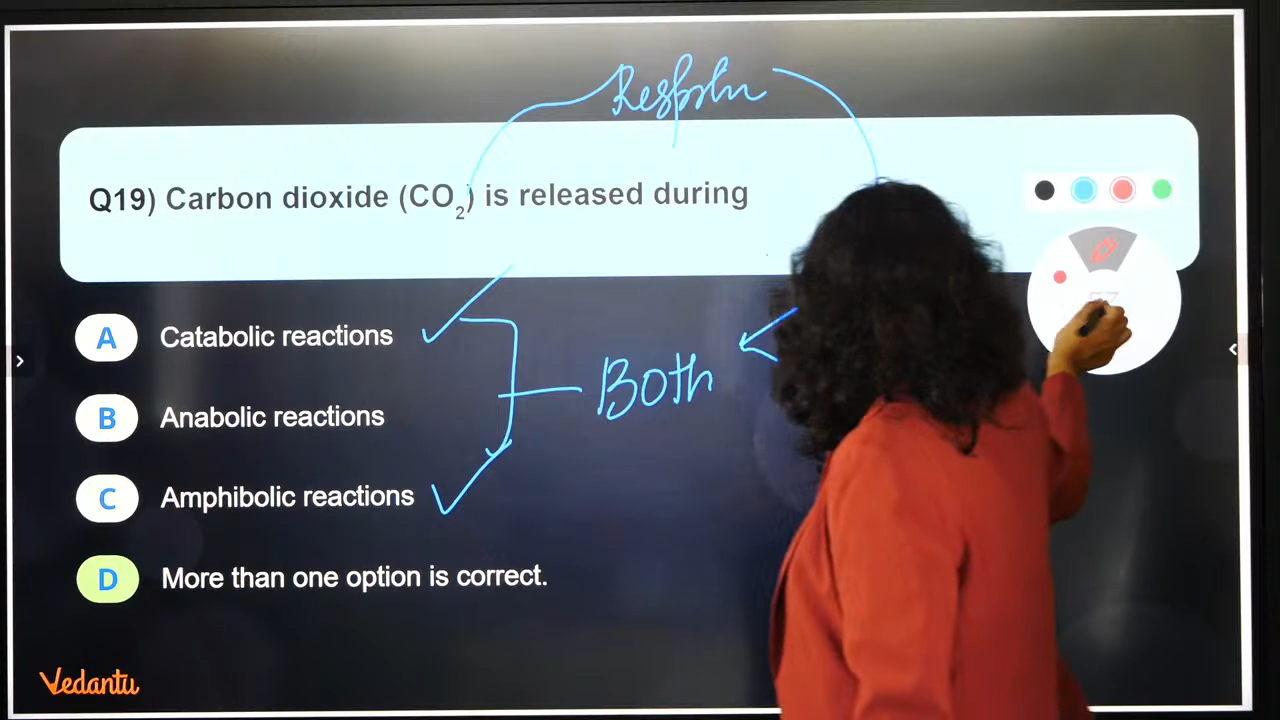 Q19) Carbon dioxide (CO₂) is released during
A Catabolic reactions
Both
B Anabolic reactions
C Amphibolic reactions
D More than one option is correct.
Vedantu